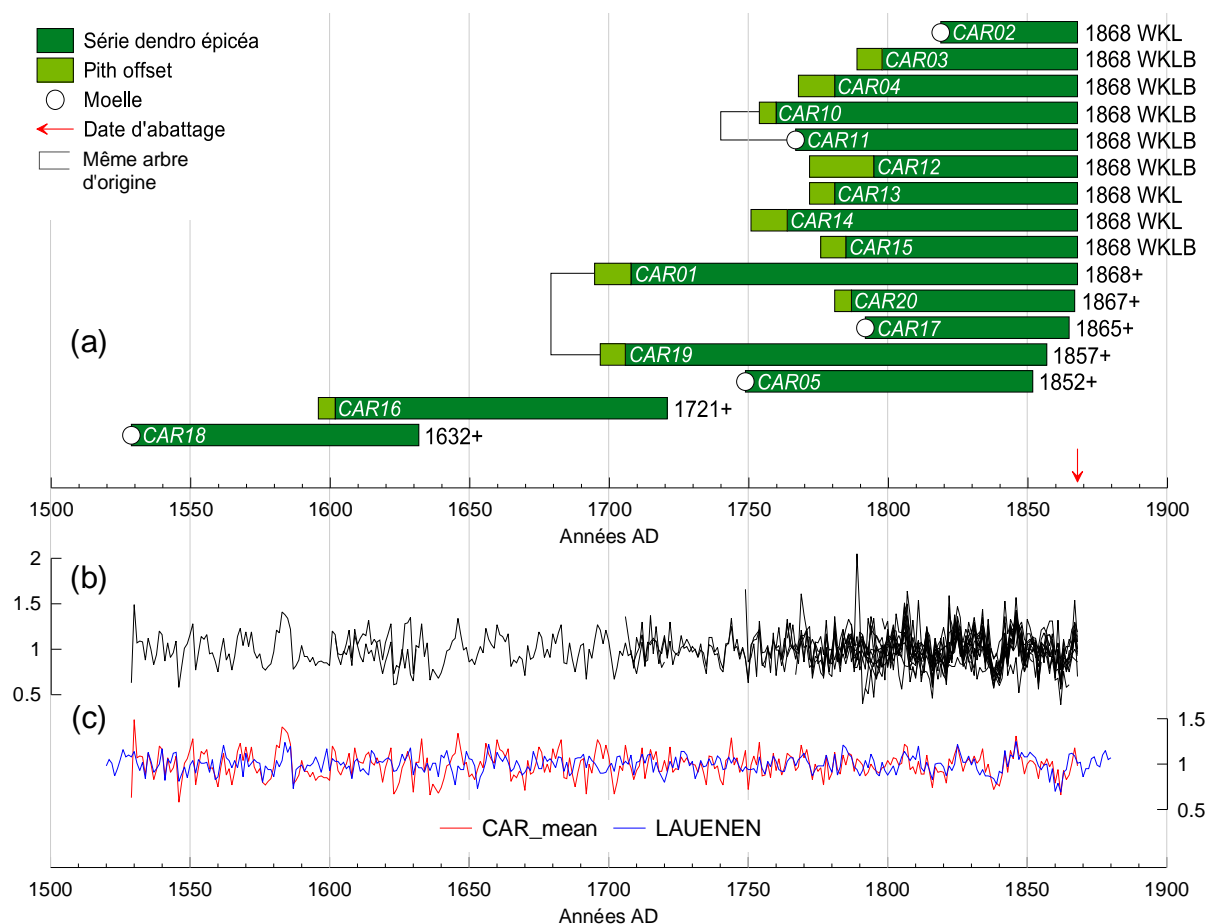 Série dendro épicéa
Pith offset
Moelle
Date d'abattage
Même arbre
d'origine
CAR02 1868 WKL
CAR03 1868 WKLB
CAR04 1868 WKLB
CAR10 1868 WKLB
CAR11 1868 WKLB
CAR12 1868 WKLB
CAR13 1868 WKL
CAR14 1868 WKL
CAR15 1868 WKLB
CAR01 1868+
CAR20 1867+
CAR17 1865+
CAR19 1857+
CAR05 1852+
CAR16 1721+
CAR18 1632+
(a)
1500 1550 1600 1650 1700 1750 1800 1850 1900
Années AD
(b)
2
1.5
1
0.5
(c)
1.5
1
0.5
CAR_mean LAUENEN
1500 1550 1600 1650 1700 1750 1800 1850 1900
Années AD